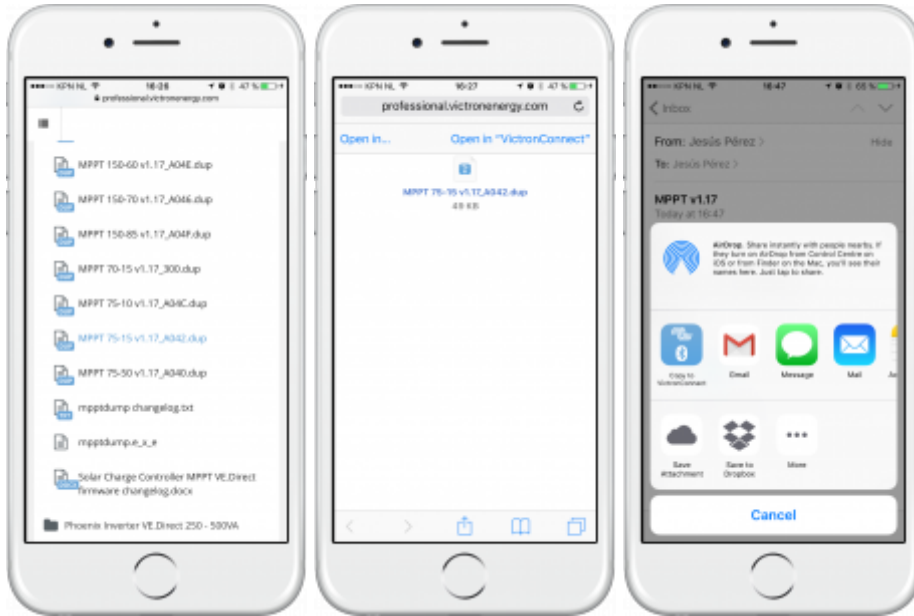 KPN NL 16:26 47 %
professional.victronenergy.com
MPPT 150-60 v1.17_A04E.dup
MPPT 150-70 v1.17_A046.dup
MPPT 150-85 v1.17_A04F.dup
MPPT 70-15 v1.17_300.dup
MPPT 75-10 v1.17_A04C.dup
MPPT 75-15 v1.17_A042.dup
MPPT 75-50 v1.17_A040.dup
mpptdump changelog.txt
mpptdump.e_x_e
Solar Charge Controller MPPT VE.Direct
firmware changelog.docx
Phoenix Inverter VE.Direct 250 - 500VA
KPN NL 16:27 47 %
professional.victronenergy.com
Open in... Open in "VictronConnect"
MPPT 75-15 v1.17_A042.dup
49 KB
KPN NL 16:47 65 %
Inbox
From: Jesús Pérez Hide
To: Jesús Pérez
MPPT v1.17
Today at 16:47
AirDrop. Share instantly with people nearby. If
they turn on AirDrop from Control Centre on
iOS or from Finder on the Mac, you'll see their
names here. Just tap to share.
Copy to
VictronConnect
Email
Message
Mail
Save
Attachment
Save to
Dropbox
More
Cancel